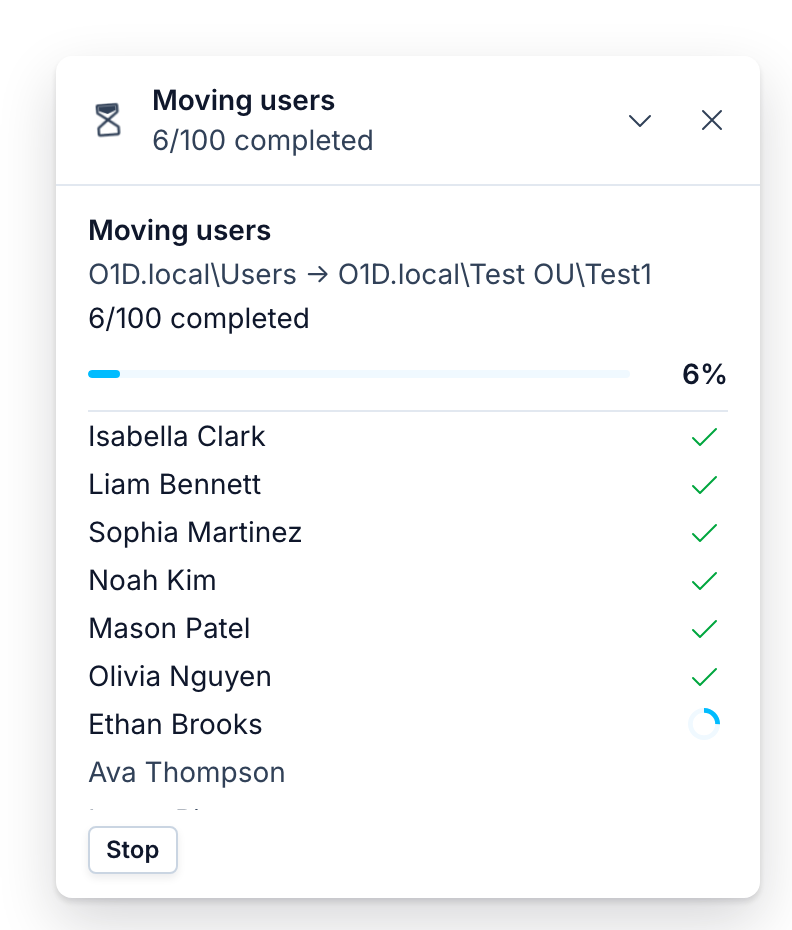 Moving users
6/100 completed
Moving users
O1D.local\Users → O1D.local\Test OU\Test1
6/100 completed
6%
Isabella Clark
Liam Bennett
Sophia Martinez
Noah Kim
Mason Patel
Olivia Nguyen
Ethan Brooks
Ava Thompson
Stop